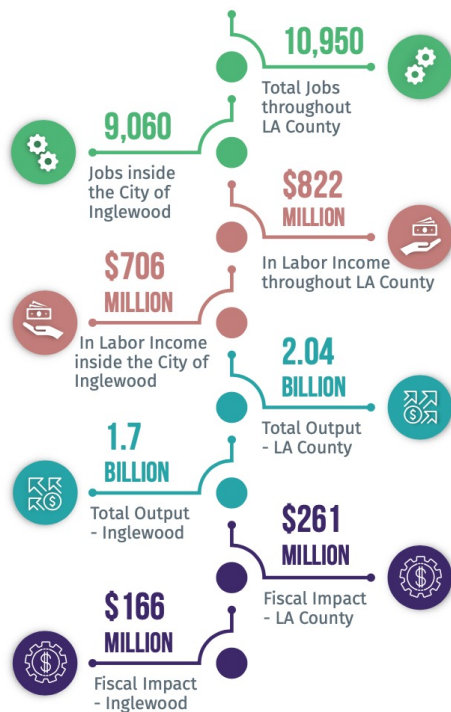 10,950
Total Jobs
throughout
LA County
9,060
Jobs inside
the City of
Inglewood
$822
MILLION
In Labor Income
throughout LA County
$706
MILLION
In Labor Income
inside the City of
Inglewood
2.04
BILLION
Total Output
- LA County
1.7
BILLION
Total Output
- Inglewood
$261
MILLION
Fiscal Impact
- LA County
$166
MILLION
Fiscal Impact
- Inglewood